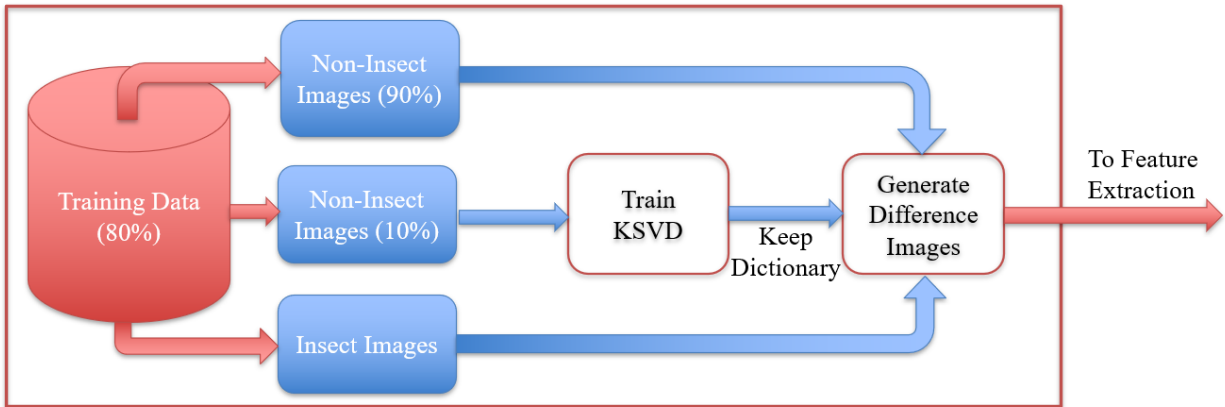 Non-Insect
Images (90%)
Training Data
(80%)
Non-Insect
Images (10%)
Train
KSVD
Keep
Dictionary
Generate
Difference
Images
To Feature
Extraction
Insect Images